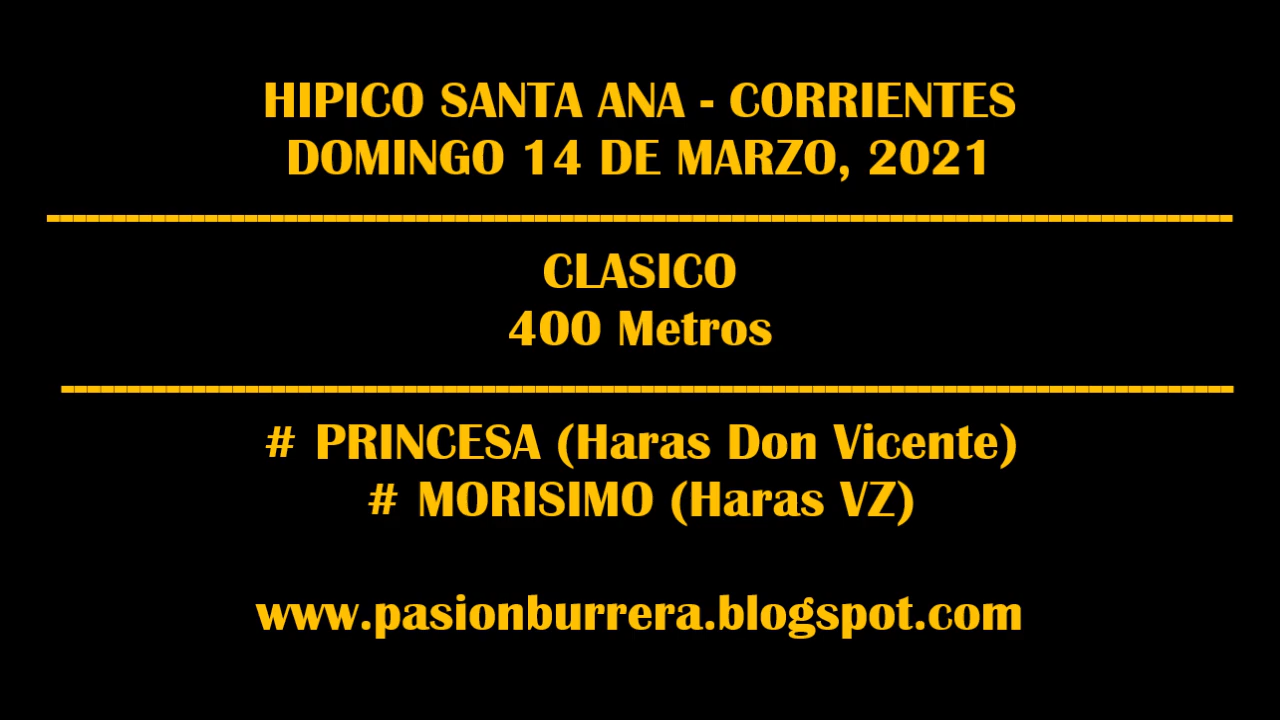 HIPICO SANTA ANA - CORRIENTES
DOMINGO 14 DE MARZO, 2021
CLASICO
400 Metros
# PRINCESA (Haras Don Vicente)
# MORISIMO (Haras VZ)
www.pasionburrera.blogspot.com